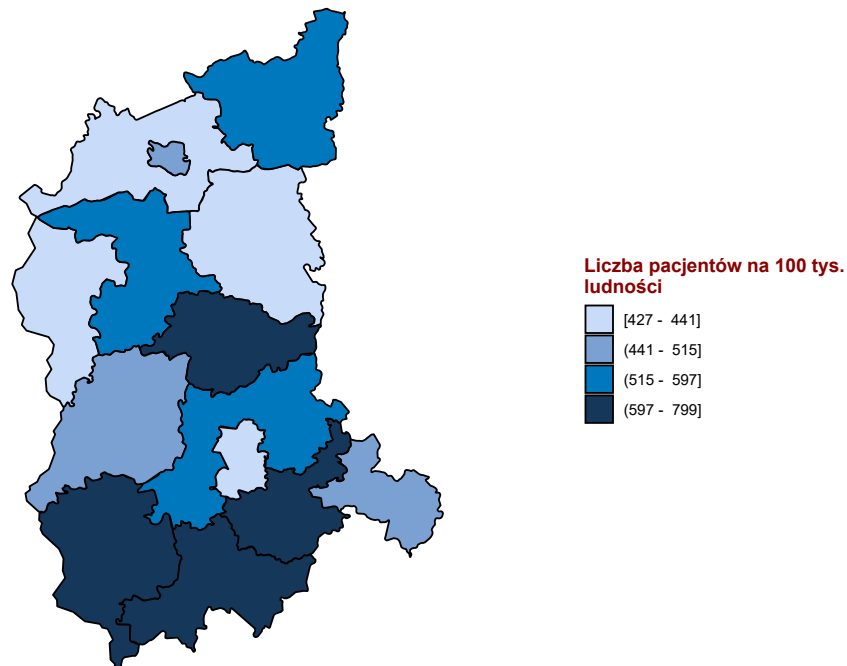 Liczba pacjentów na 100 tys.
ludności
[427 - 441]
(441 - 515]
(515 - 597]
(597 - 799]